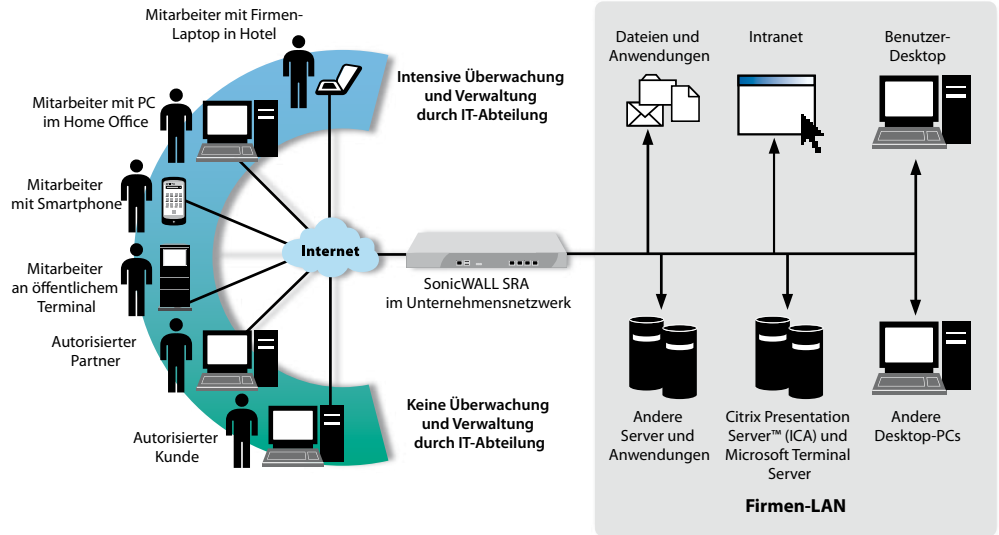 Mitarbeiter mit Firmen-
Laptop in Hotel
Mitarbeiter mit PC
im Home Office
Mitarbeiter
mit Smartphone
Mitarbeiter
an öffentlichem
Terminal
Autorisierter
Partner
Autorisierter
Kunde
Intensive Überwachung
und Verwaltung
durch IT-Abteilung
Keine Überwachung
und Verwaltung
durch IT-Abteilung
Internet
SonicWALL SRA
im Unternehmensnetzwerk
Dateien und
Anwendungen
Intranet
Benutzer-
Desktop
Andere
Server und
Anwendungen
Citrix Presentation
Server™ (ICA) und
Microsoft Terminal
Server
Andere
Desktop-PCs
Firmen-LAN